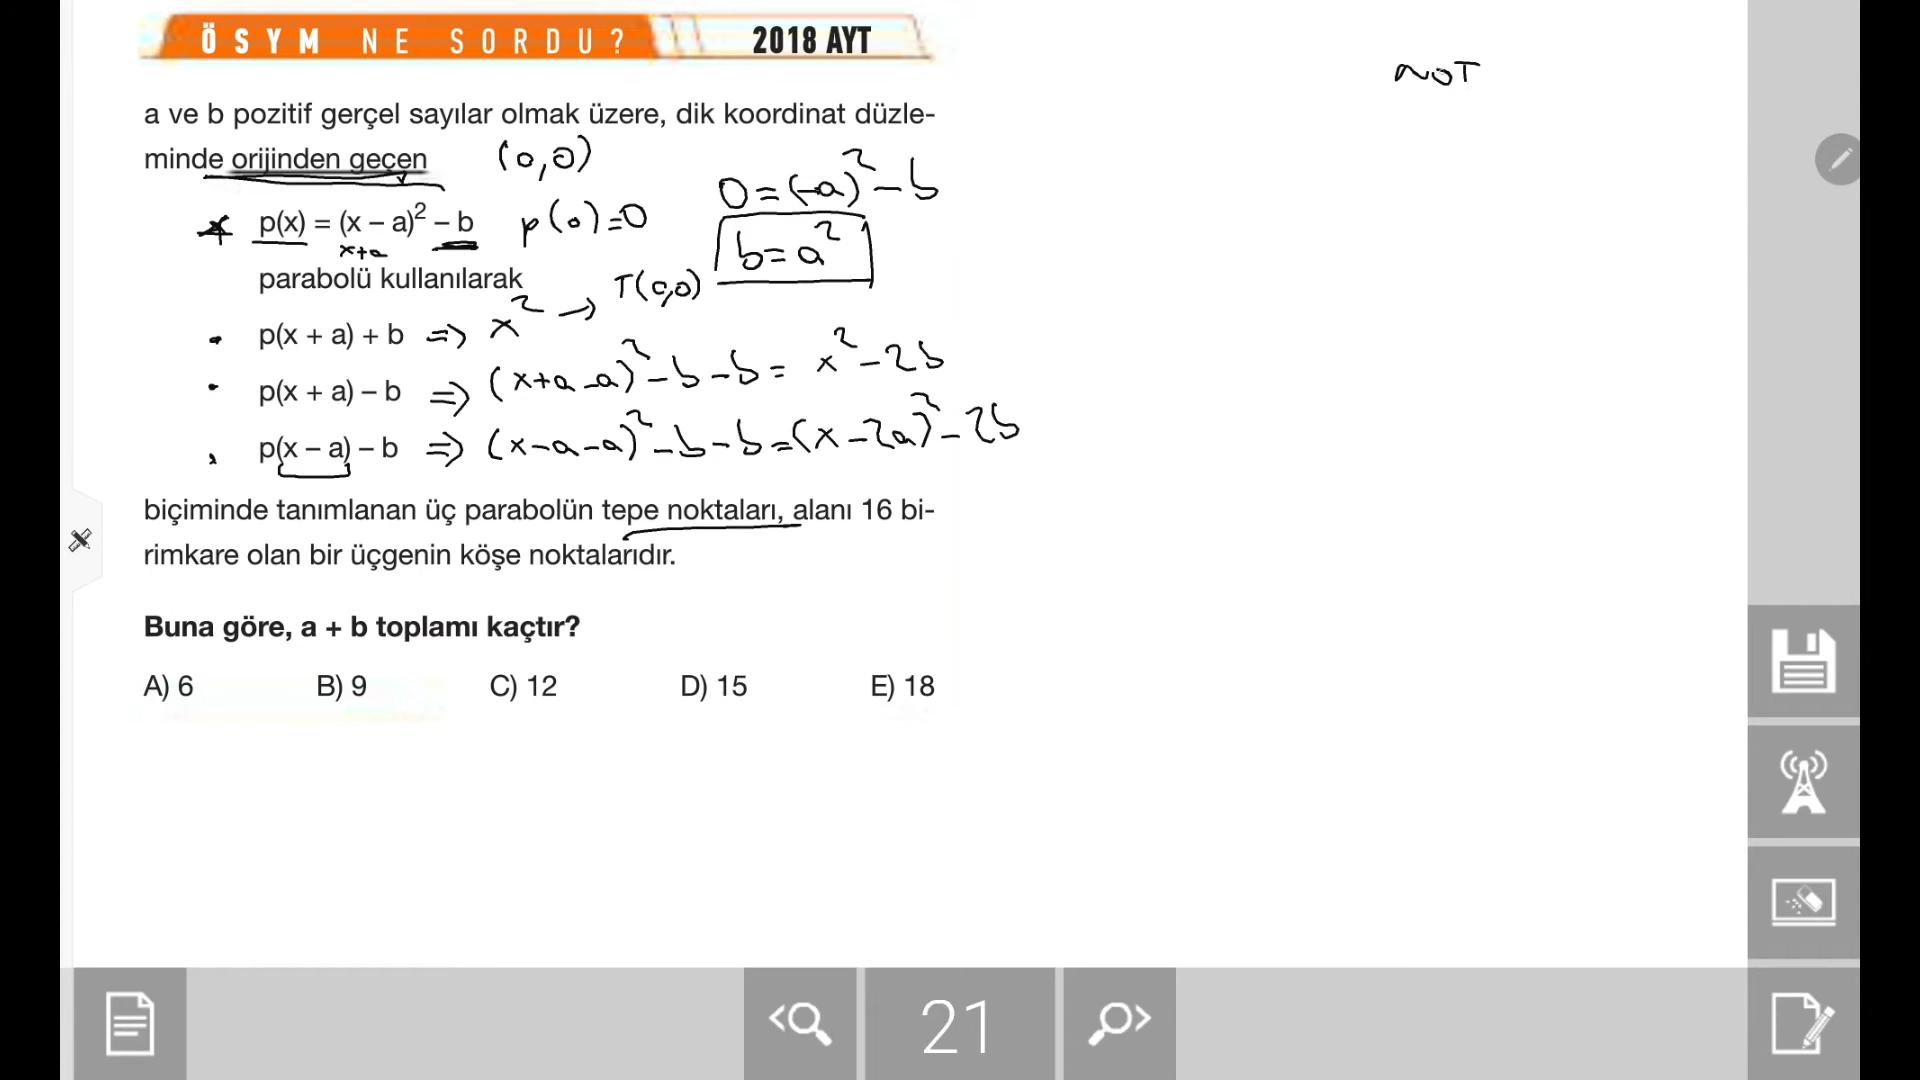 ÖSYM NE SORDU? 2018 AYT
NOT
a ve b pozitif gerçel sayılar olmak üzere, dik koordinat düzle-
minde orijinden geçen (0,0)
0 = (-a)² - b
p(x) = (x – a)² – b p(0)=0
x+a
b = a²
parabolü kullanılarak T(0,0)
p(x + a) + b => x² →
p(x + a) – b => (x+a-a)² - b - b = x² - 2b
p(x – a) – b => (x-a-a)² - b - b = (x-2a)² - 2b
biçiminde tanımlanan üç parabolün tepe noktaları, alanı 16 bi-
rimkare olan bir üçgenin köşe noktalarıdır.
Buna göre, a + b toplamı kaçtır?
A) 6 B) 9 C) 12 D) 15 E) 18
21